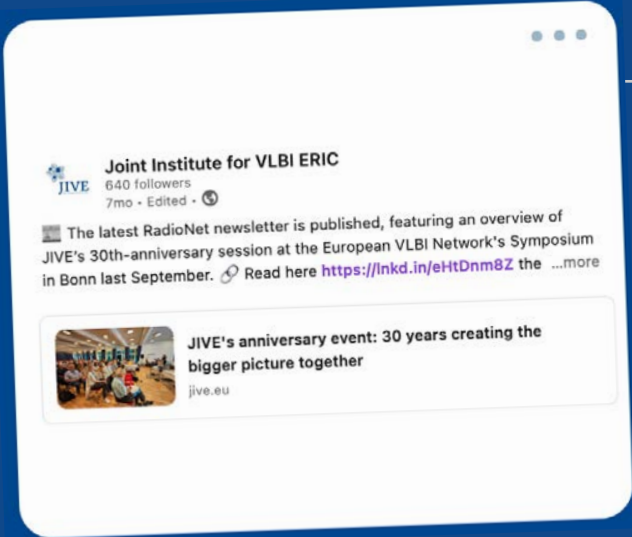 Joint Institute for VLBI ERIC
JIVE
640 followers
7mo • Edited •
The latest RadioNet newsletter is published, featuring an overview of
JIVE's 30th-anniversary session at the European VLBI Network's Symposium
in Bonn last September. 🔗 Read here https://lnkd.in/eHtDnm8Z the ...more
JIVE's anniversary event: 30 years creating the
bigger picture together
jive.eu